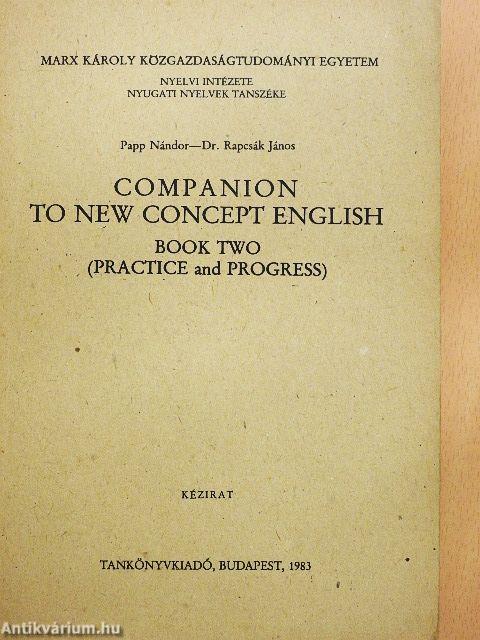 MARX KÁROLY KÖZGAZDASÁGTUDOMÁNYI EGYETEM
NYELVI INTÉZETE
NYUGATI NYELVEK TANSZÉKE
Papp Nándor—Dr. Rapcsák János
COMPANION
TO NEW CONCEPT ENGLISH
BOOK TWO
(PRACTICE and PROGRESS)
KÉZIRAT
TANKÖNYVKIADÓ, BUDAPEST, 1983
Antikvárium.hu